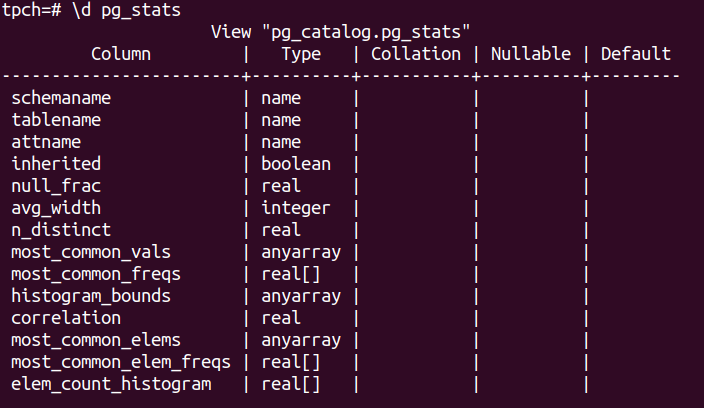 tpch=# \d pg_stats
                         View "pg_catalog.pg_stats"
         Column         |   Type   | Collation | Nullable | Default
------------------------+----------+-----------+----------+---------
 schemaname             | name     |           |          |
 tablename              | name     |           |          |
 attname                | name     |           |          |
 inherited              | boolean  |           |          |
 null_frac              | real     |           |          |
 avg_width              | integer  |           |          |
 n_distinct             | real     |           |          |
 most_common_vals       | anyarray |           |          |
 most_common_freqs      | real[]   |           |          |
 histogram_bounds       | anyarray |           |          |
 correlation            | real     |           |          |
 most_common_elems      | anyarray |           |          |
 most_common_elem_freqs | real[]   |           |          |
 elem_count_histogram   | real[]   |           |          |